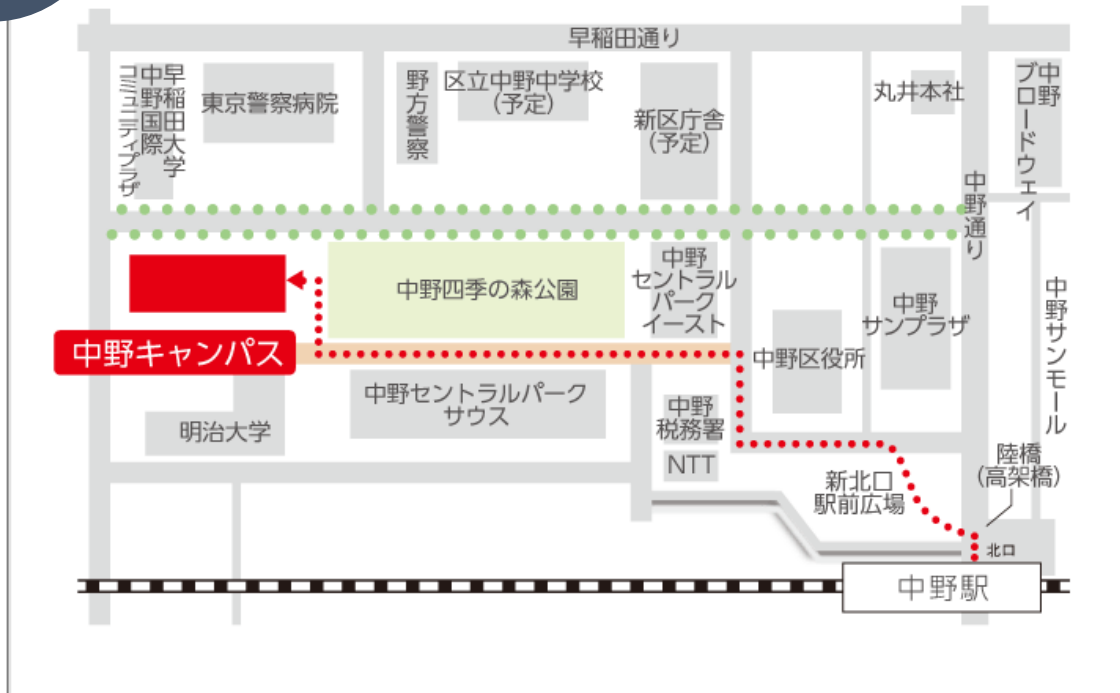 早稲田通り
早稲田大学
中野国際
コミュニティプラザ
東京警察病院
野方警察
区立中野中学校
(予定)
新区庁舎
(予定)
丸井本社
中野
ブロードウェイ
中野通り
中野四季の森公園
中野
セントラル
パーク
イースト
中野
サンプラザ
中野サンモール
中野キャンパス
中野区役所
中野セントラルパーク
サウス
中野
税務署
明治大学
NTT
陸橋
(高架橋)
新北口
駅前広場
北口
中野駅